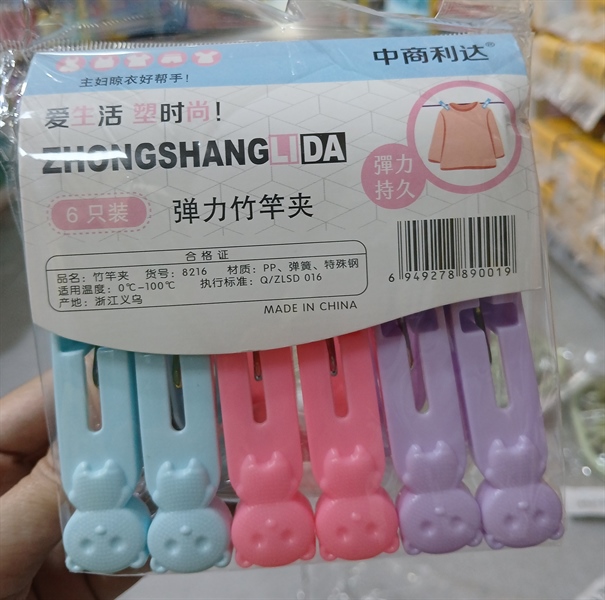 中商利达®
主妇晾衣好帮手!
爱生活 塑时尚!
ZHONGSHANGLIDA
彈力
持久
6只装
弹力竹竿夹
合格证
品名:竹竿夹 货号:8216 材质:PP、弹簧、特殊钢
适用温度:0℃-100℃ 执行标准:Q/ZLSD 016
产地:浙江义乌
6 949278 890019
MADE IN CHINA